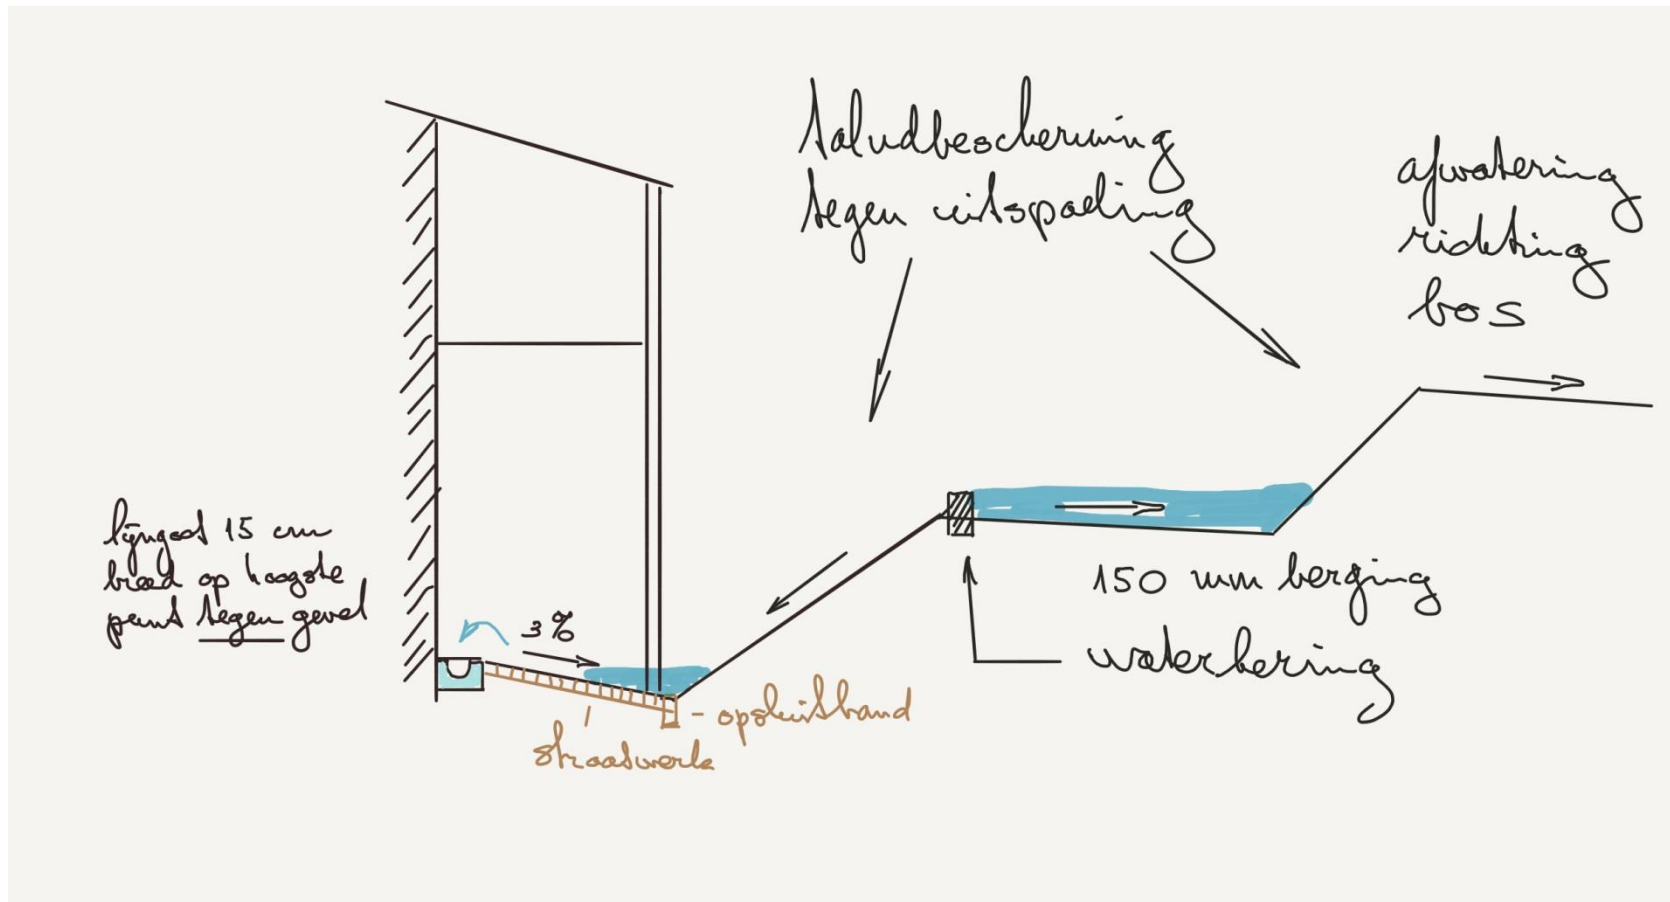 taludbescherming
tegen uitspoeling
afwatering
richting
bos
lijngoot 15 cm
breed op hoogste
punt tegen gevel
3%
150 mm berging
waterkering
opsluitband
straatwerk